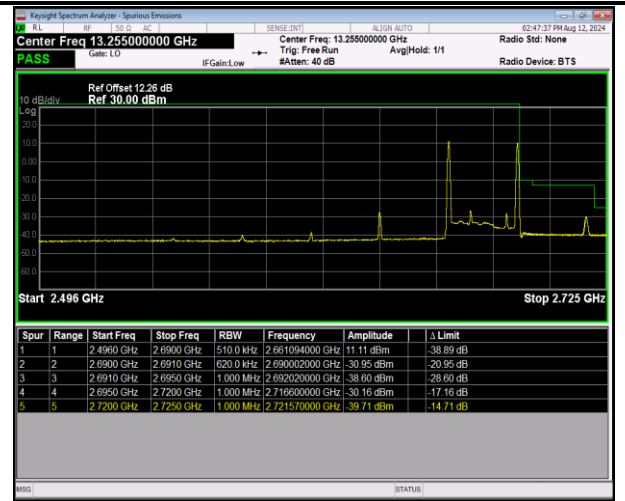 Keysight Spectrum Analyzer - Spurious Emissions
RL RF 50 Ω AC SENSE:INT ALIGN AUTO 02:47:37 PM Aug 12, 2024
Center Freq 13.255000000 GHz Center Freq: 13.255000000 GHz Radio Std: None
PASS Gate: LO IFGain:Low Trig: Free Run Avg|Hold: 1/1
#Atten: 40 dB Radio Device: BTS
Ref Offset 12.26 dB
10 dB/div Ref 30.00 dBm
Log
20.0
10.0
0.00
-10.0
-20.0
-30.0
-40.0
-50.0
-60.0
Start 2.496 GHz Stop 2.725 GHz
Spur Range Start Freq Stop Freq RBW Frequency Amplitude Δ Limit
1 1 2.4960 GHz 2.6900 GHz 510.0 kHz 2.661094000 GHz 11.11 dBm -38.89 dB
2 2 2.6900 GHz 2.6910 GHz 620.0 kHz 2.690002000 GHz -30.95 dBm -20.95 dB
3 3 2.6910 GHz 2.6950 GHz 1.000 MHz 2.692020000 GHz -38.60 dBm -28.60 dB
4 4 2.6950 GHz 2.7200 GHz 1.000 MHz 2.716600000 GHz -30.16 dBm -17.16 dB
5 5 2.7200 GHz 2.7250 GHz 1.000 MHz 2.721570000 GHz -39.71 dBm -14.71 dB
MSG STATUS